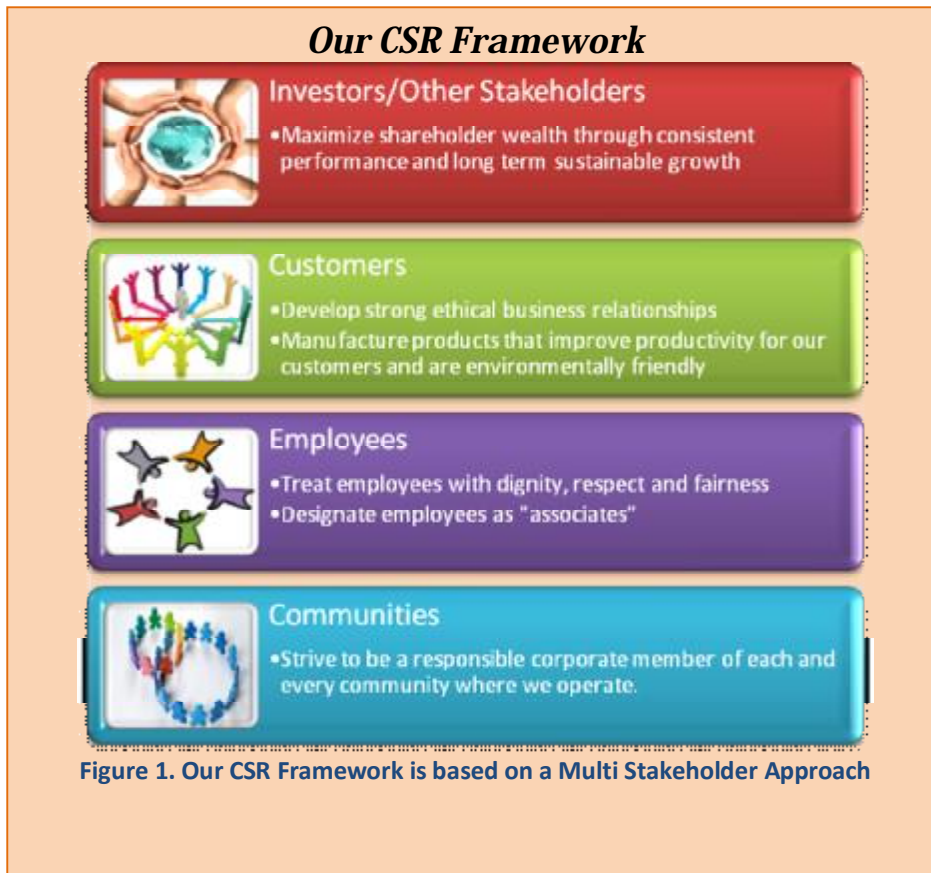 Our CSR Framework
Investors/Other Stakeholders
•Maximize shareholder wealth through consistent
performance and long term sustainable growth
Customers
•Develop strong ethical business relationships
•Manufacture products that improve productivity for our
customers and are environmentally friendly
Employees
•Treat employees with dignity, respect and fairness
•Designate employees as "associates"
Communities
•Strive to be a responsible corporate member of each and
every community where we operate.
Figure 1. Our CSR Framework is based on a Multi Stakeholder Approach